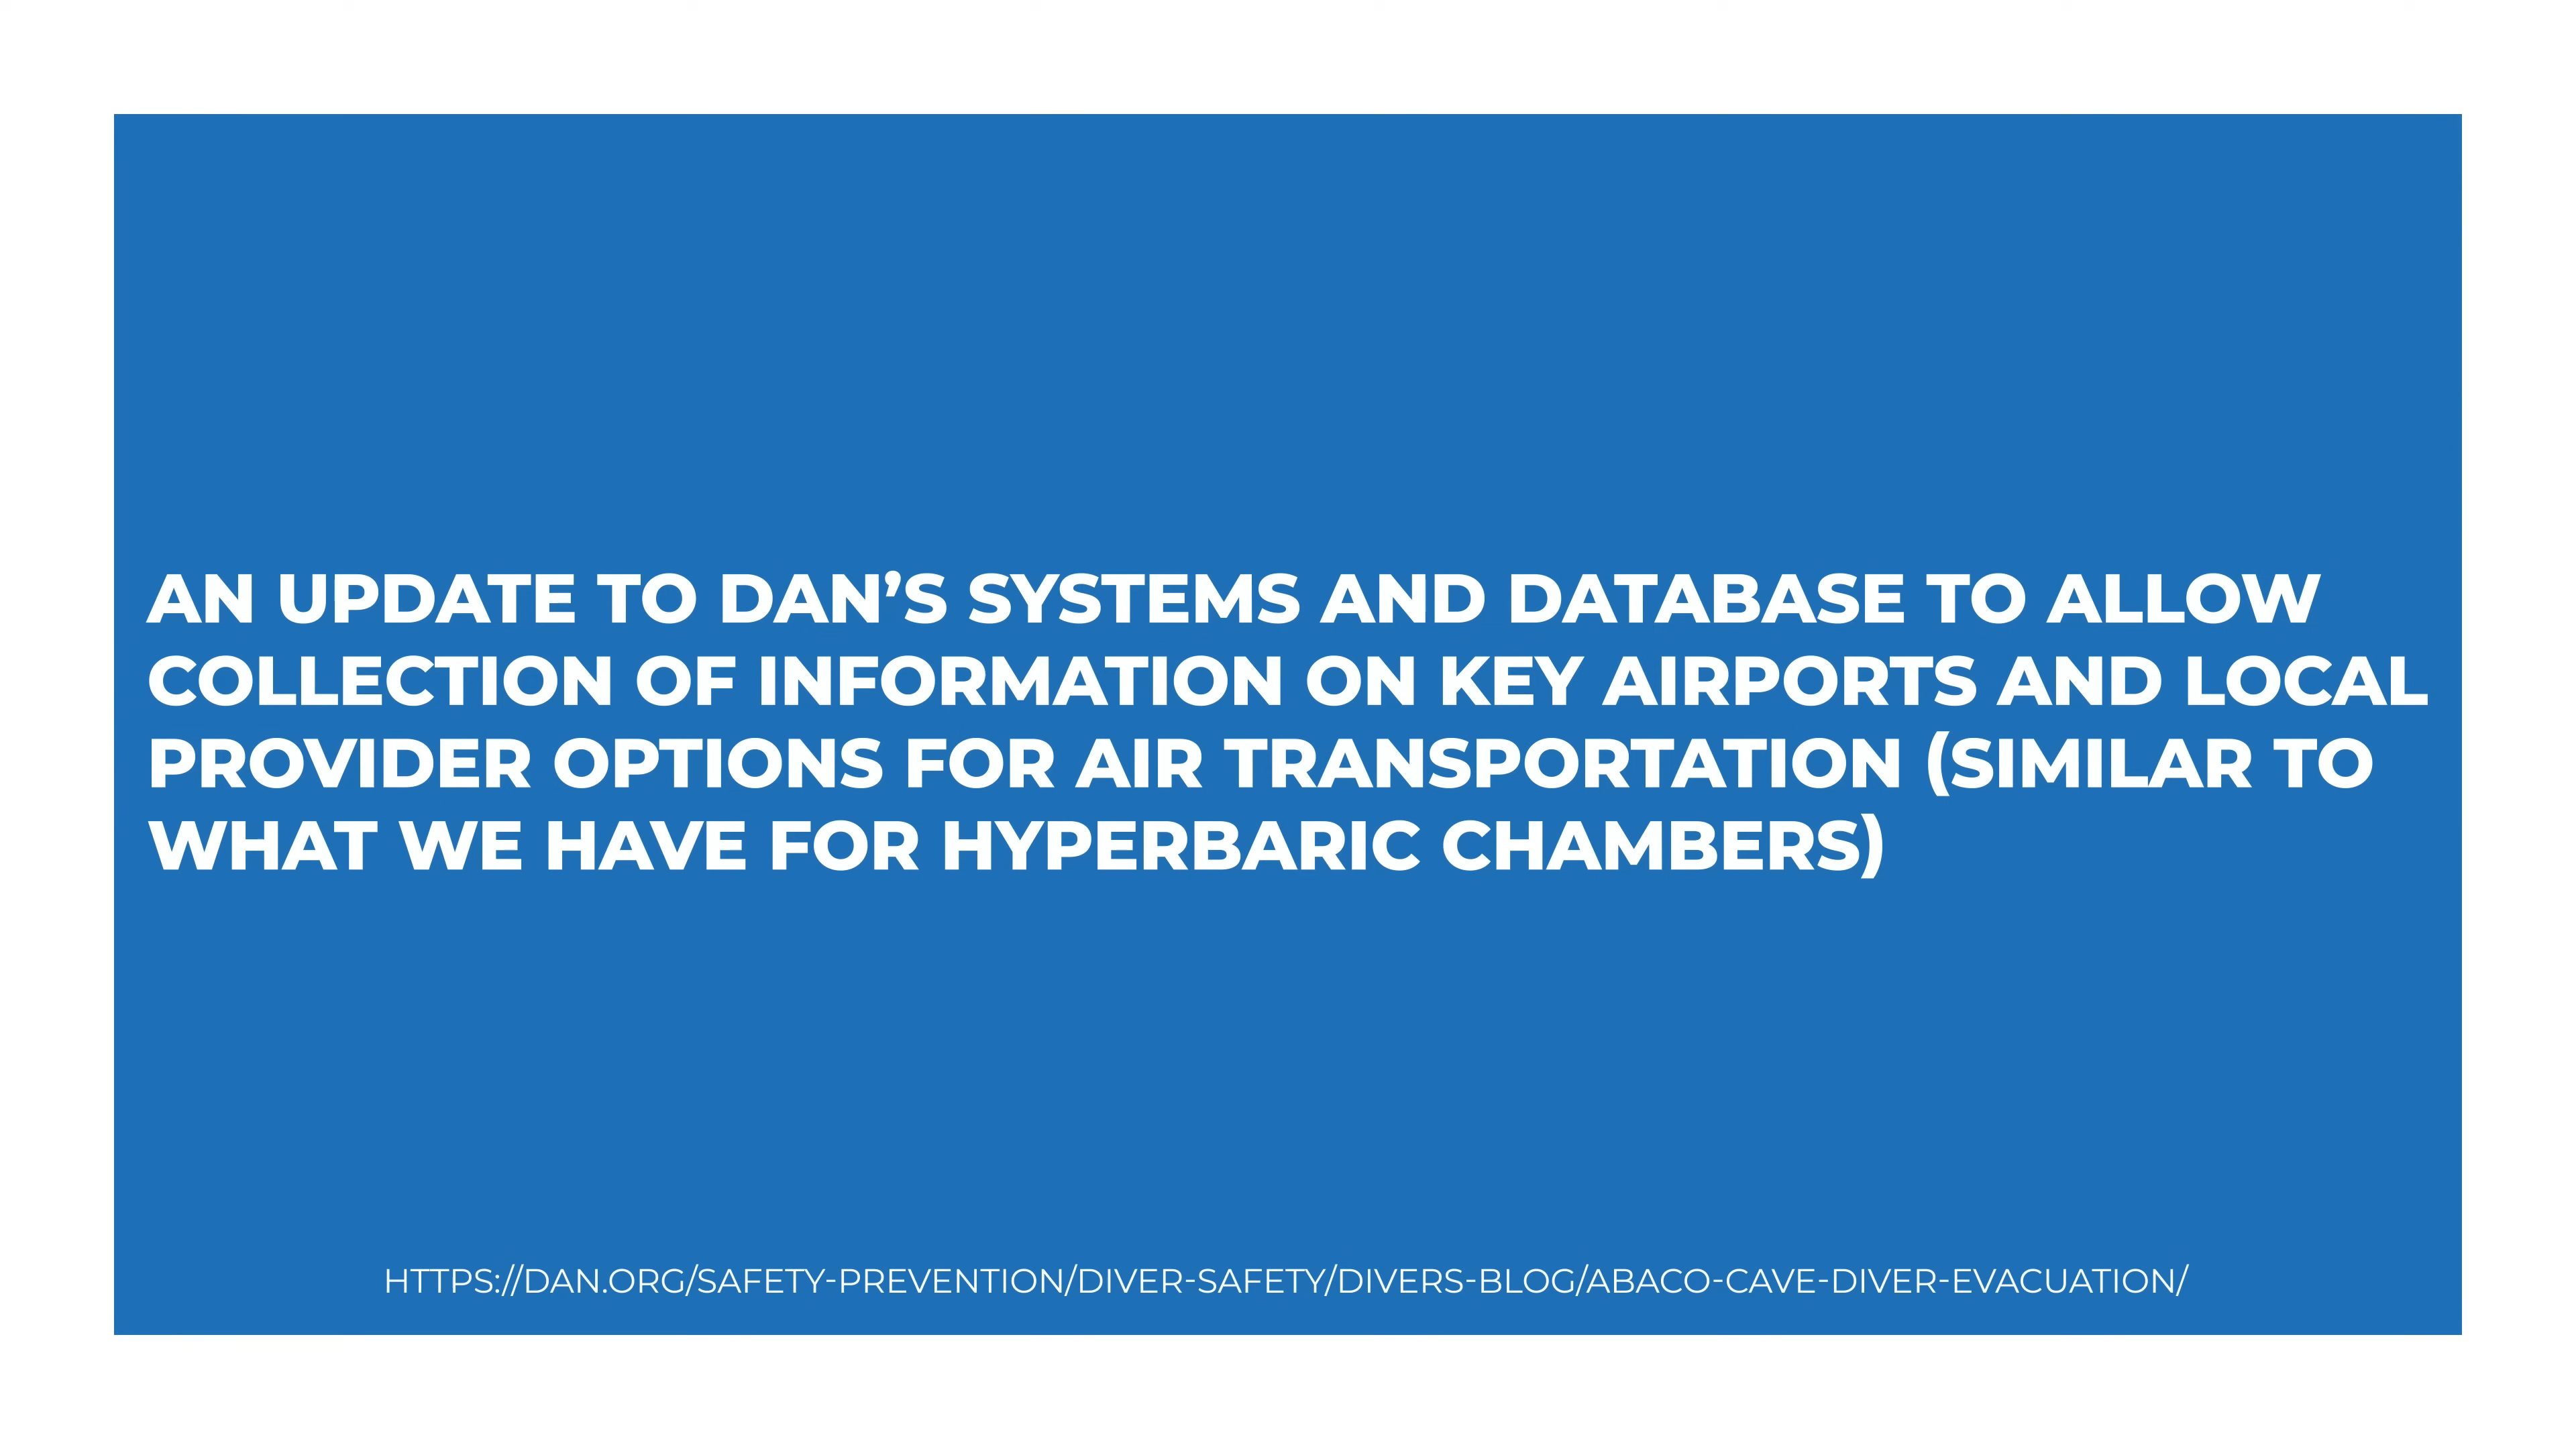 AN UPDATE TO DAN’S SYSTEMS AND DATABASE TO ALLOW
COLLECTION OF INFORMATION ON KEY AIRPORTS AND LOCAL
PROVIDER OPTIONS FOR AIR TRANSPORTATION (SIMILAR TO
WHAT WE HAVE FOR HYPERBARIC CHAMBERS)
HTTPS://DAN.ORG/SAFETY-PREVENTION/DIVER-SAFETY/DIVERS-BLOG/ABACO-CAVE-DIVER-EVACUATION/